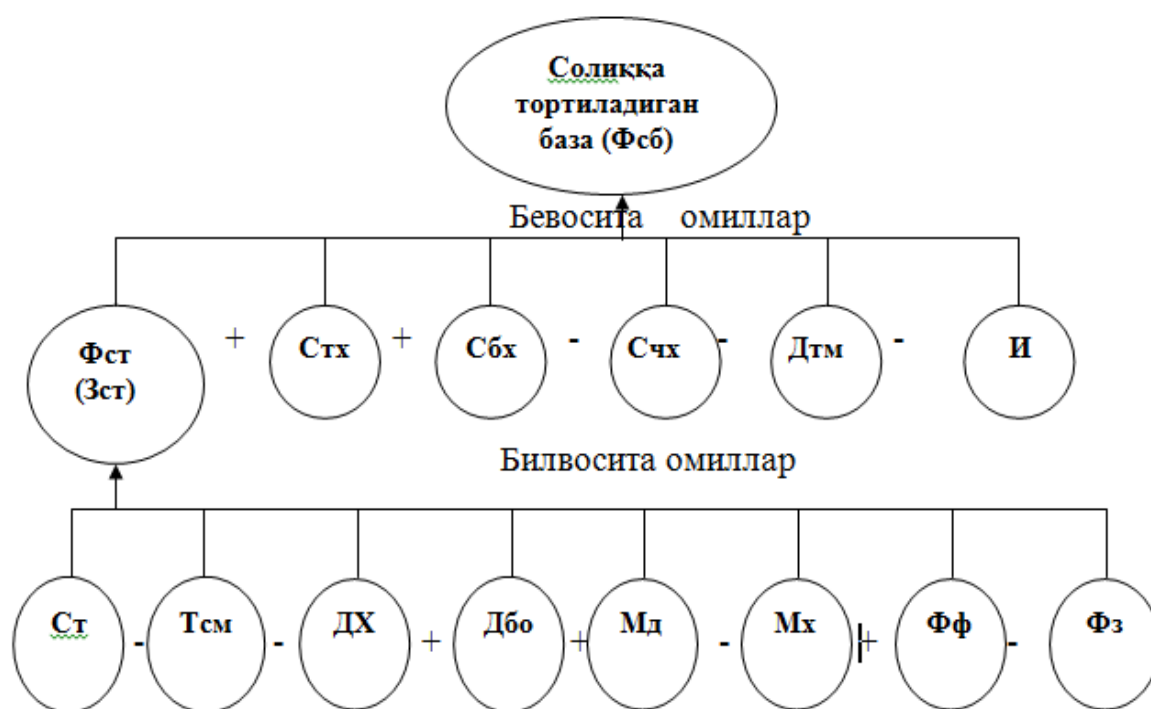 Солиққа
тортиладиган
база (Фсб)
Бевосита омиллар
Фст
(Зст)
+ Стх + Сбх - Счх - Дтм - И
Билвосита омиллар
Ст - Тсм - ДХ + Дбо + Мд - Мх + Фф - Фз